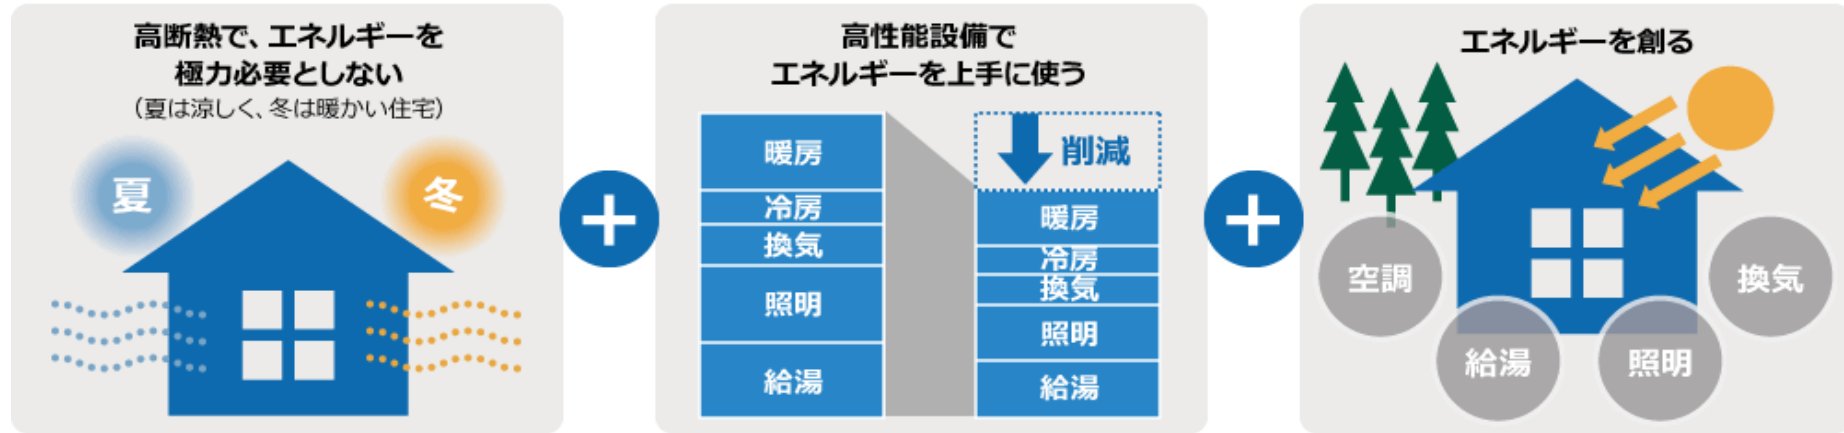 高断熱で、エネルギーを
極力必要としない
（夏は涼しく、冬は暖かい住宅）
夏
冬
高性能設備で
エネルギーを上手に使う
暖房
冷房
換気
照明
給湯
削減
暖房
冷房
換気
照明
給湯
エネルギーを創る
空調
換気
給湯
照明